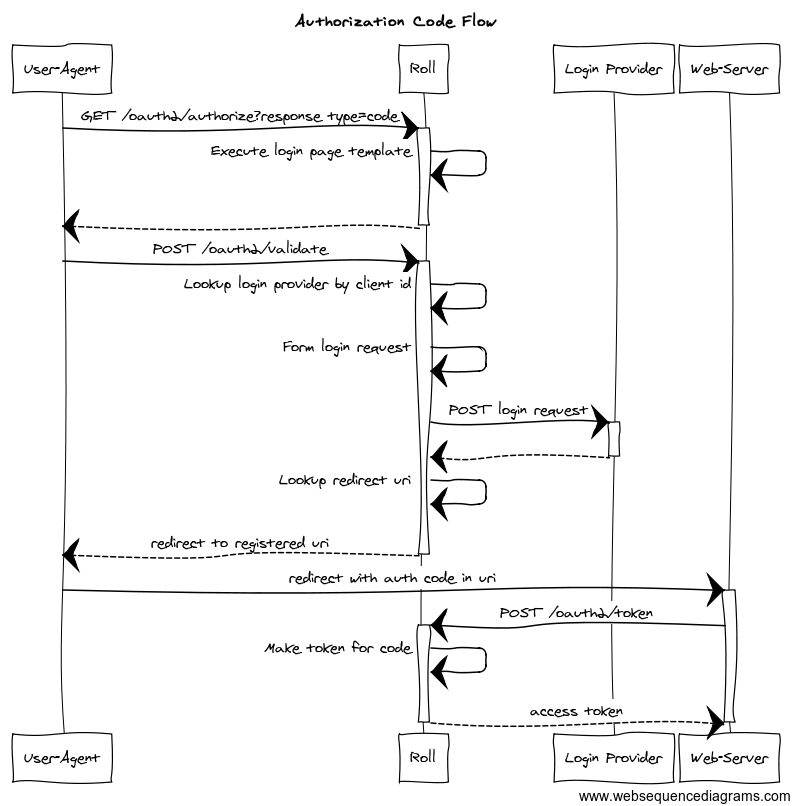 Authorization Code Flow
User-Agent Roll Login Provider Web-Server
GET /oauth2/authorize?response type=code
Execute login page template
POST /oauth2/validate
Lookup login provider by client id
Form login request
POST login request
Lookup redirect uri
redirect to registered uri
redirect with auth code in uri
POST /oauth2/token
Make token for code
access token
User-Agent Roll Login Provider Web-Server
www.websequencediagrams.com